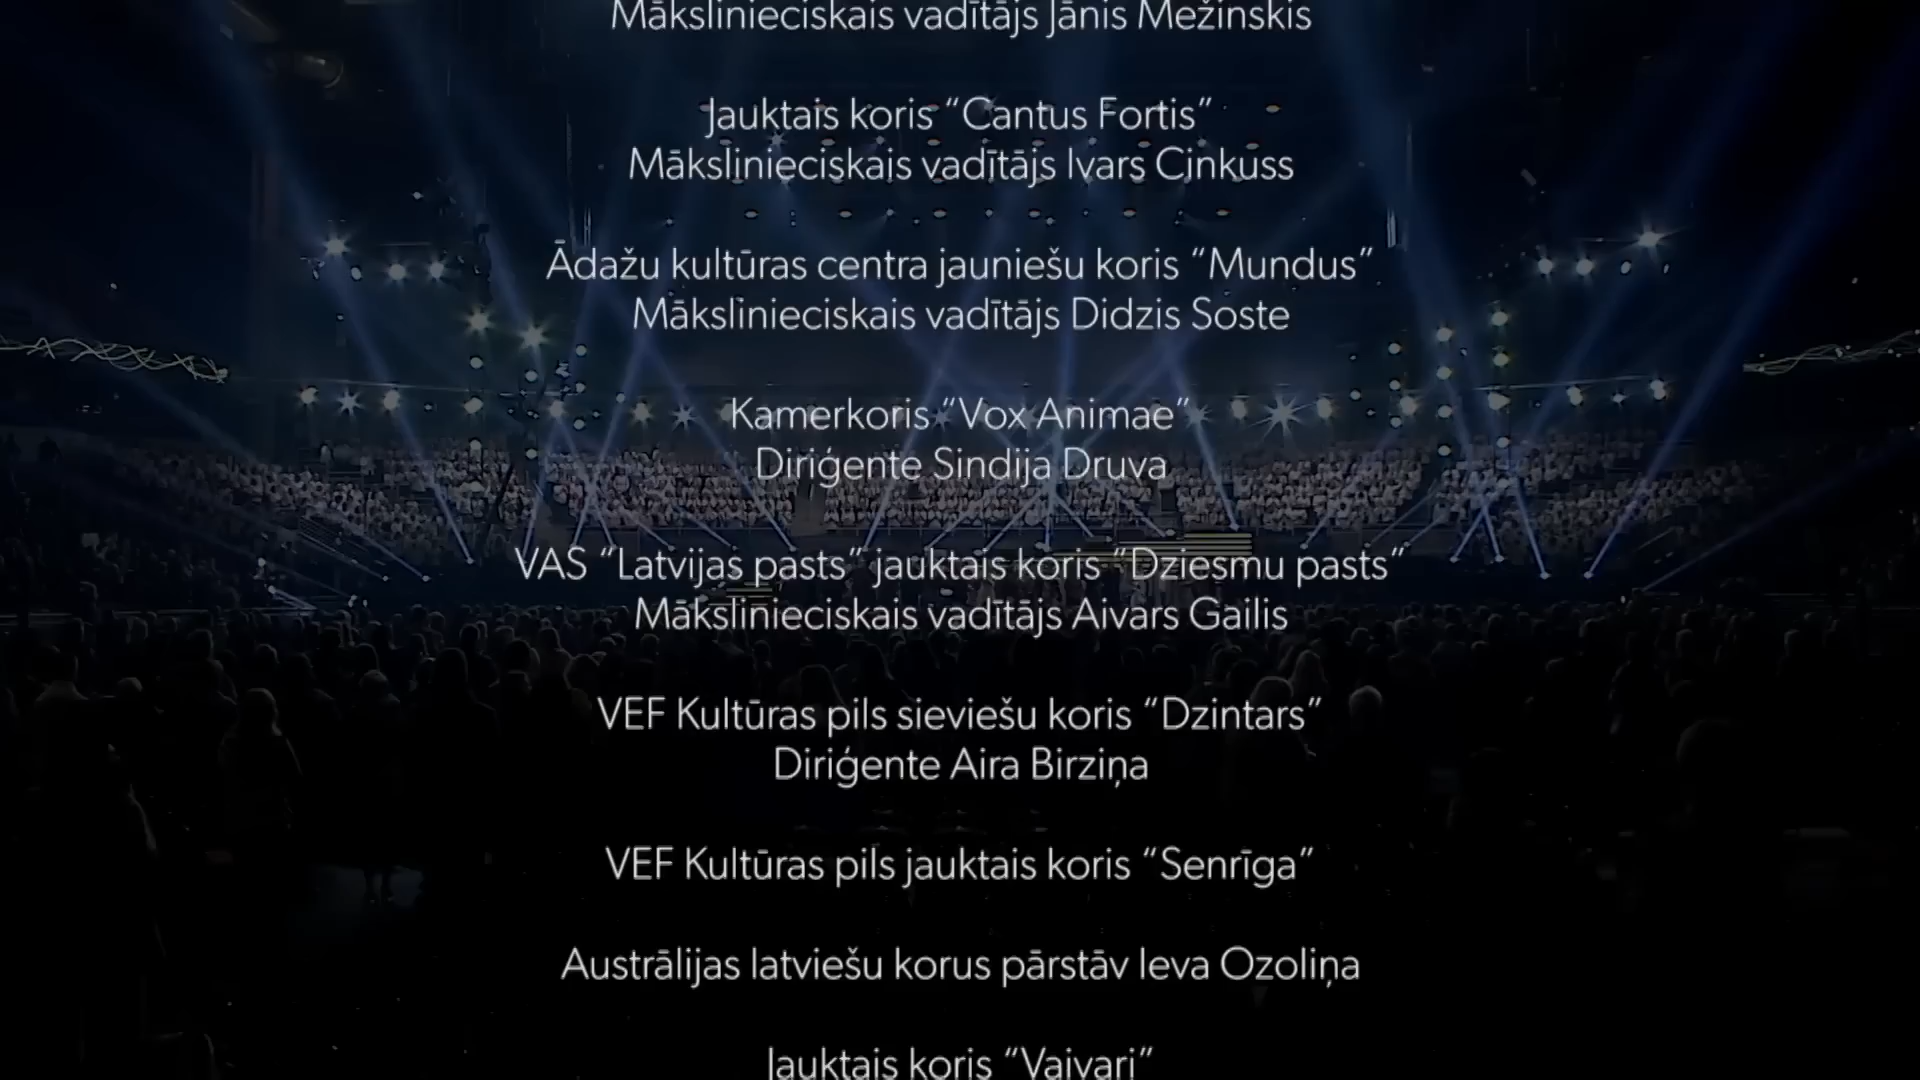 Mākslinieciskais vadītājs Jānis Mežinskis
Jauktais koris “Cantus Fortis”
Mākslinieciskais vadītājs Ivars Cinkuss
Ādažu kultūras centra jauniešu koris “Mundus”
Mākslinieciskais vadītājs Didzis Soste
Kamerkoris “Vox Animae”
Diriģente Sindija Druva
VAS “Latvijas pasts” jauktais koris “Dziesmu pasts”
Mākslinieciskais vadītājs Aivars Gailis
VEF Kultūras pils sieviešu koris “Dzintars”
Diriģente Aira Birziņa
VEF Kultūras pils jauktais koris “Senrīga”
Austrālijas latviešu korus pārstāv Ieva Ozoliņa
Jauktais koris “Vaivari”